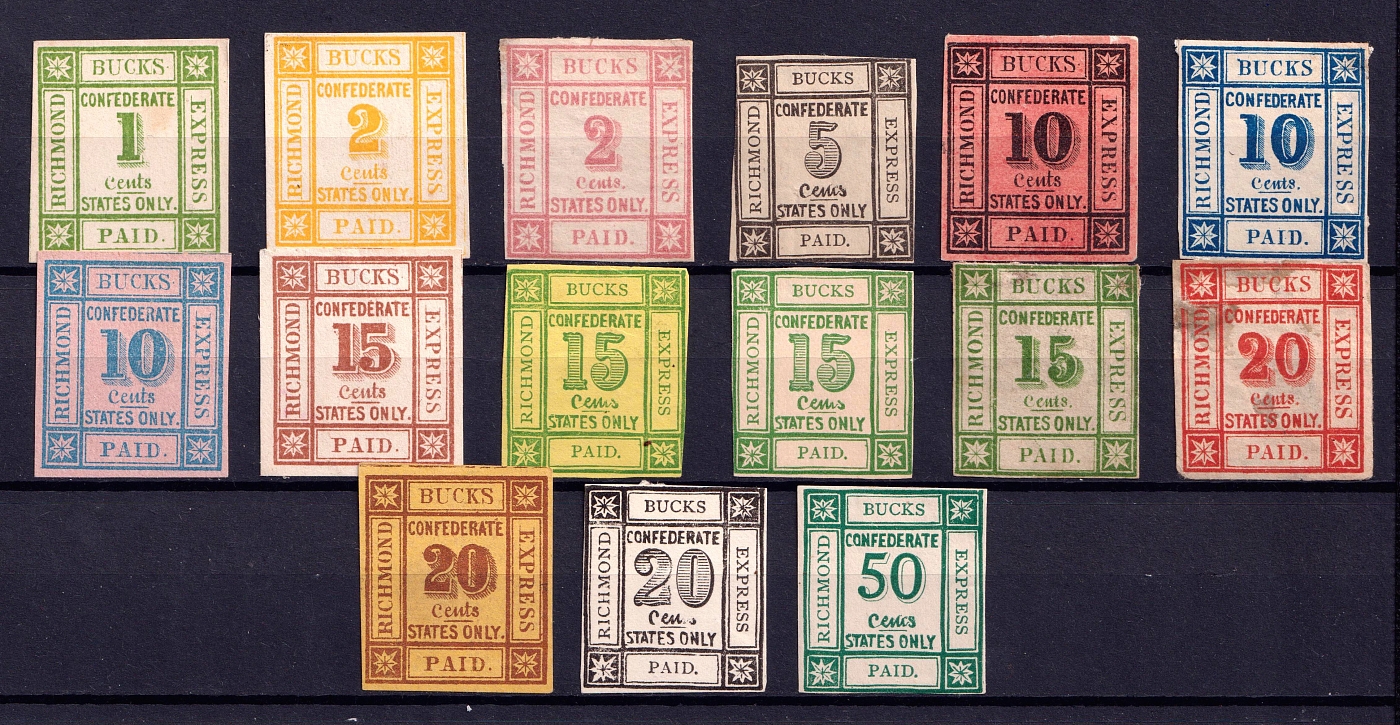 BUCKS
RICHMOND
CONFEDERATE
1
Cents
STATES ONLY.
EXPRESS
PAID.
BUCKS
RICHMOND
CONFEDERATE
2
Cents
STATES ONLY.
EXPRESS
PAID.
BUCKS
RICHMOND
CONFEDERATE
2
Cents.
STATES ONLY.
EXPRESS
PAID.
BUCKS
RICHMOND
CONFEDERATE
5
Cents
STATES ONLY
EXPRESS
PAID.
BUCKS
RICHMOND
CONFEDERATE
10
Cents
STATES ONLY.
EXPRESS
PAID.
BUCKS
RICHMOND
CONFEDERATE
10
Cents.
STATES ONLY.
EXPRESS
PAID.
BUCKS
RICHMOND
CONFEDERATE
10
Cents
STATES ONLY.
EXPRESS
PAID.
BUCKS
RICHMOND
CONFEDERATE
15
Cents
STATES ONLY.
EXPRESS
PAID.
BUCKS
RICHMOND
CONFEDERATE
15
Cents
STATES ONLY
EXPRESS
PAID.
BUCKS
RICHMOND
CONFEDERATE
15
Cents
STATES ONLY
EXPRESS
PAID.
BUCKS
RICHMOND
CONFEDERATE
15
Cents.
STATES ONLY.
EXPRESS
PAID.
BUCKS
RICHMOND
CONFEDERATE
20
Cents.
STATES ONLY.
EXPRESS
PAID.
BUCKS
RICHMOND
CONFEDERATE
20
Cents
STATES ONLY.
EXPRESS
PAID.
BUCKS
RICHMOND
CONFEDERATE
20
STATES ONLY
EXPRESS
PAID.
BUCKS
RICHMOND
CONFEDERATE
50
Cents
STATES ONLY
EXPRESS
PAID.